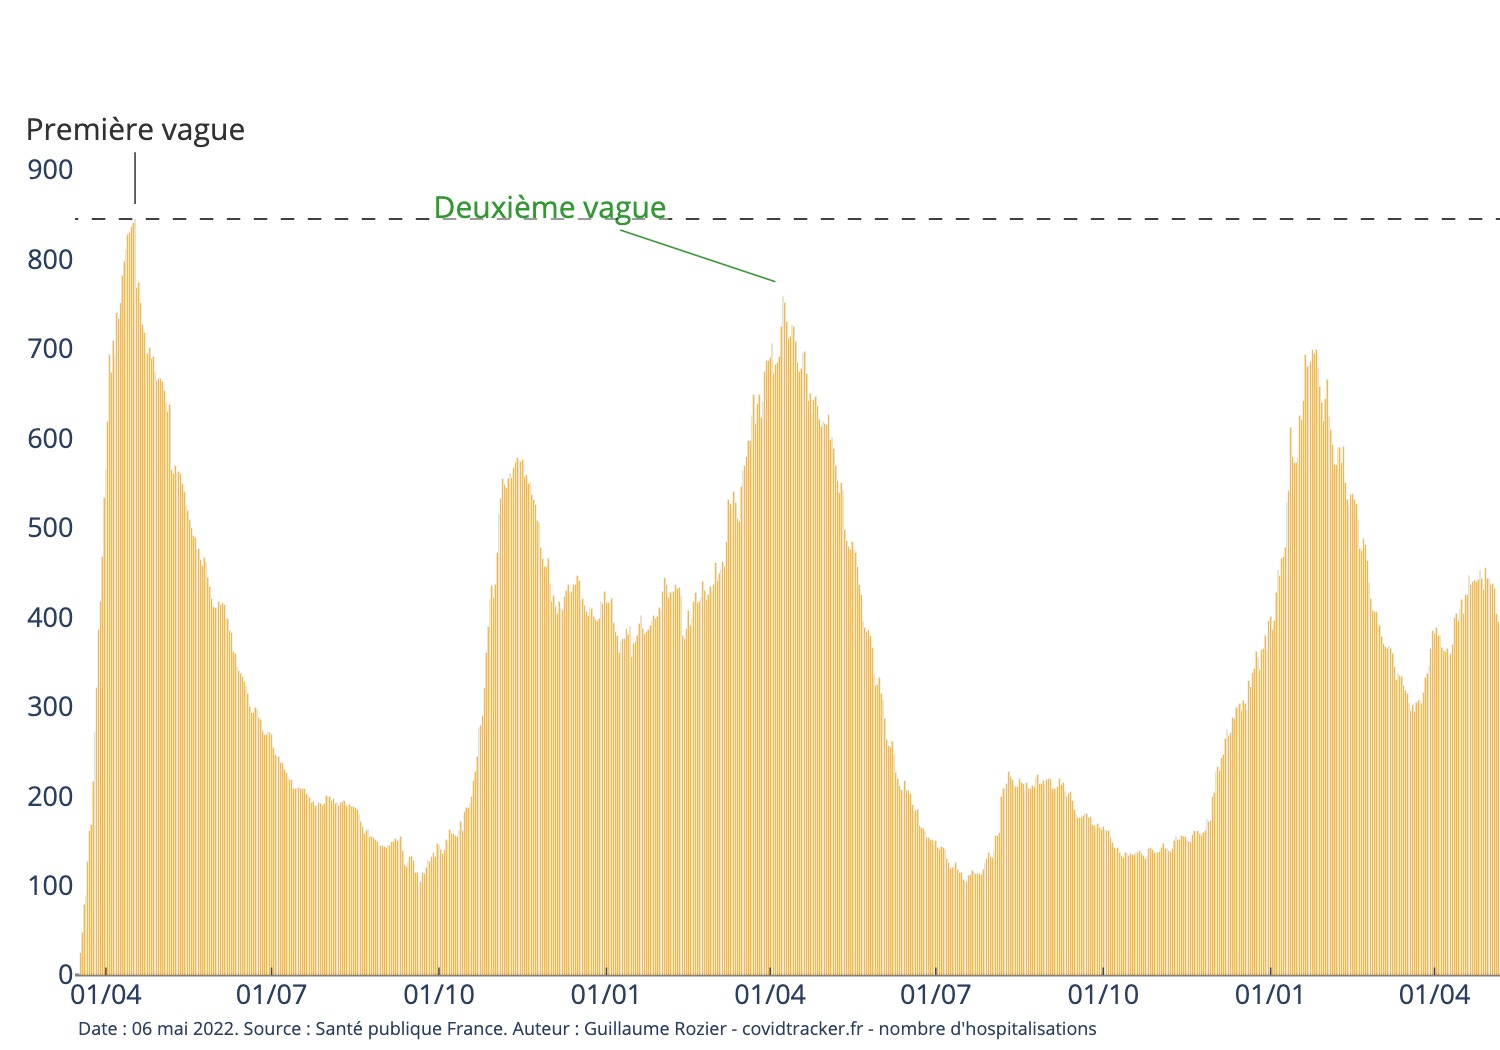 Première vague
900
Deuxième vague
800
700
600
500
400
300
200
100
0
01/04 01/07 01/10 01/01 01/04 01/07 01/10 01/01 01/04
Date : 06 mai 2022. Source : Santé publique France. Auteur : Guillaume Rozier - covidtracker.fr - nombre d'hospitalisations